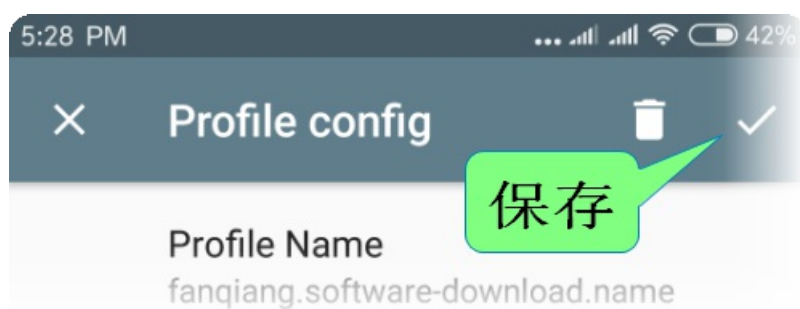 5:28 PM
42%
Profile config
保存
Profile Name
fanqiang.software-download.name